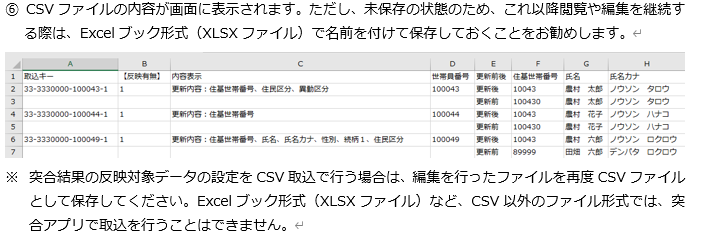 ⑥ CSV ファイルの内容が画面に表示されます。ただし、未保存の状態のため、これ以降閲覧や編集を継続す
る際は、Excel ブック形式（XLSX ファイル）で名前を付けて保存しておくことをお勧めします。
A B C D E F G H
1 取込キー 【反映有無】 内容表示 世帯員番号 更新前後 住基世帯番号 氏名 氏名カナ
2 33-3330000-100043-1 1 更新内容：住基世帯番号、住民区分、異動区分 100043 更新後 10043 農村　太郎 ノウソン　タロウ
3 更新前 100430 農村　太郎 ノウソン　タロウ
4 33-3330000-100044-1 1 更新内容：住基世帯番号 100044 更新後 10043 農村　花子 ノウソン　ハナコ
5 更新前 100430 農村　花子 ノウソン　ハナコ
6 33-3330000-100049-1 1 更新内容：住基世帯番号、氏名、氏名カナ、性別、続柄１、住民区分 100049 更新後 10043 農村　六郎 ノウソン　ロクロウ
7 更新前 89999 田畑　六郎 デンパタ　ロクロウ
※ 突合結果の反映対象データの設定を CSV 取込で行う場合は、編集を行ったファイルを再度 CSV ファイル
として保存してください。Excel ブック形式（XLSX ファイル）など、CSV 以外のファイル形式では、突
合アプリで取込を行うことはできません。